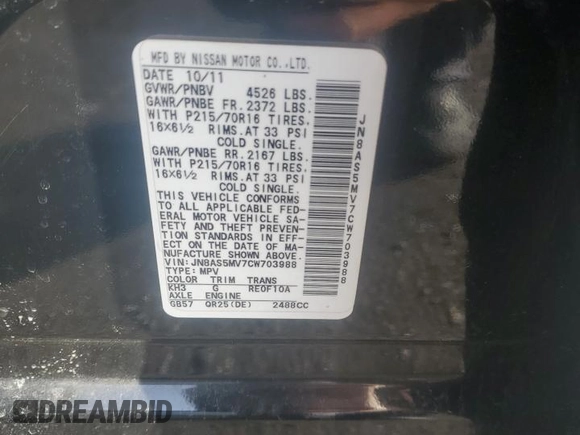 MFD BY NISSAN MOTOR CO.,LTD.
DATE 10/11
GVWR/PNBV 4526 LBS.
GAWR/PNBE FR. 2372 LBS.
WITH P215/70R16 TIRES.
16X6½ RIMS. AT 33 PSI
COLD SINGLE.
GAWR/PNBE RR. 2167 LBS.
WITH P215/70R16 TIRES.
16X6½ RIMS. AT 33 PSI
COLD SINGLE.
THIS VEHICLE CONFORMS
TO ALL APPLICABLE FED-
ERAL MOTOR VEHICLE SA-
FETY AND THEFT PREVEN-
TION STANDARDS IN EFF-
ECT ON THE DATE OF MA-
NUFACTURE SHOWN ABOVE.
VIN: JN8AS5MV7CW703988
TYPE: MPV
COLOR TRIM TRANS
KH3 G RE0F10A
AXLE ENGINE
GB57 QR25(DE) 2488CC
JN8AS5MV7CW703988
DREAMBID